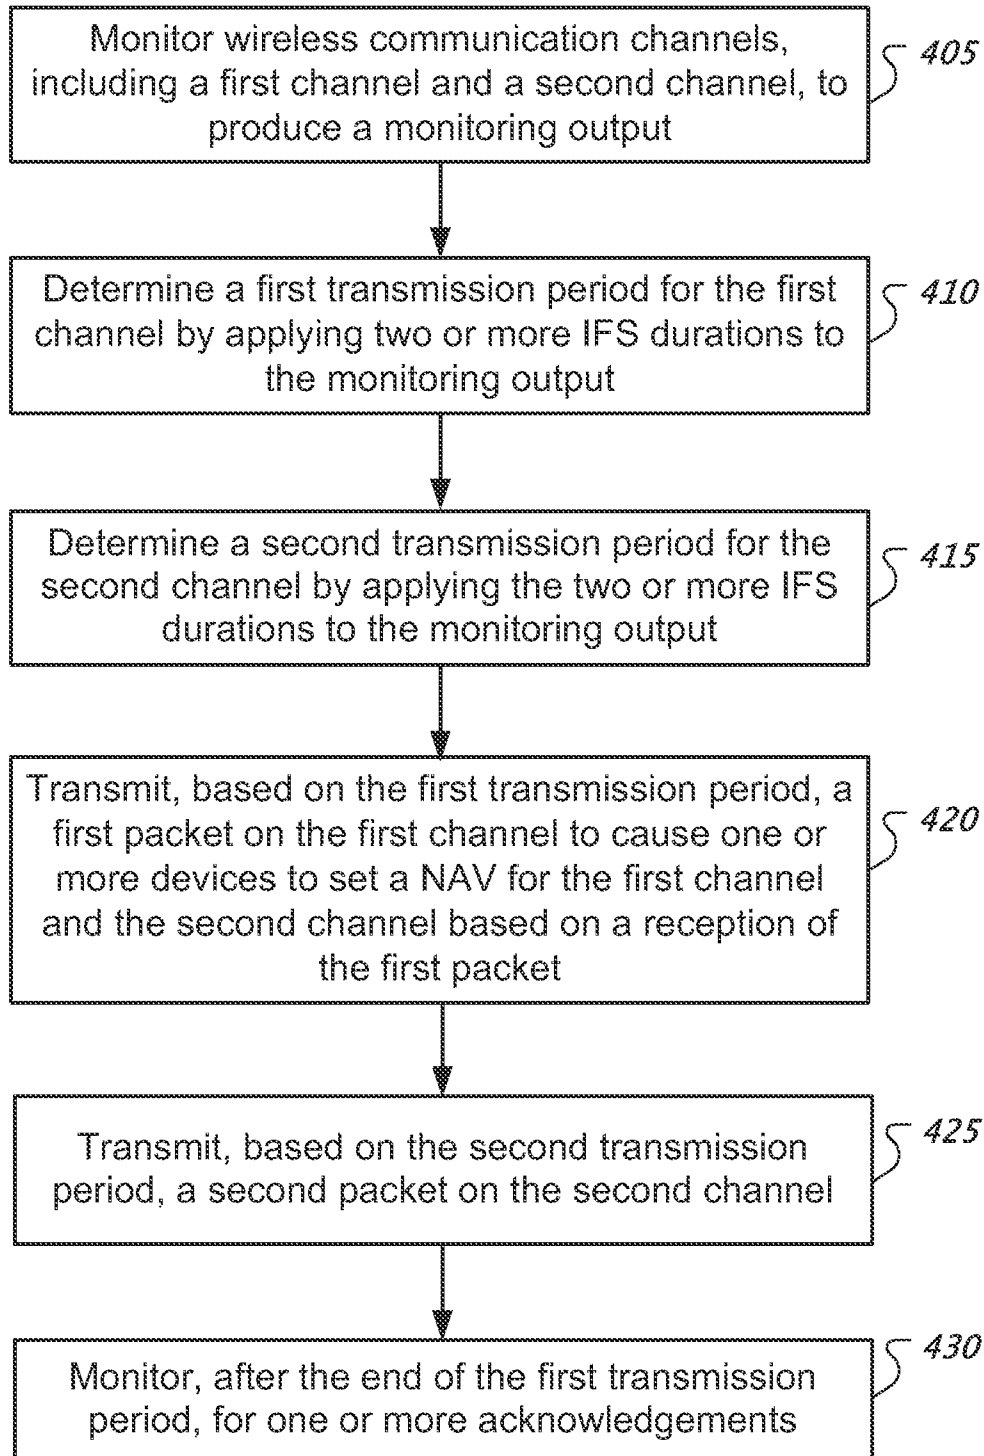 Monitor wireless communication channels,
including a first channel and a second channel, to
produce a monitoring output
405
Determine a first transmission period for the first
channel by applying two or more IFS durations to
the monitoring output
410
Determine a second transmission period for the
second channel by applying the two or more IFS
durations to the monitoring output
415
Transmit, based on the first transmission period, a
first packet on the first channel to cause one or
more devices to set a NAV for the first channel
and the second channel based on a reception of
the first packet
420
Transmit, based on the second transmission
period, a second packet on the second channel
425
Monitor, after the end of the first transmission
period, for one or more acknowledgements
430